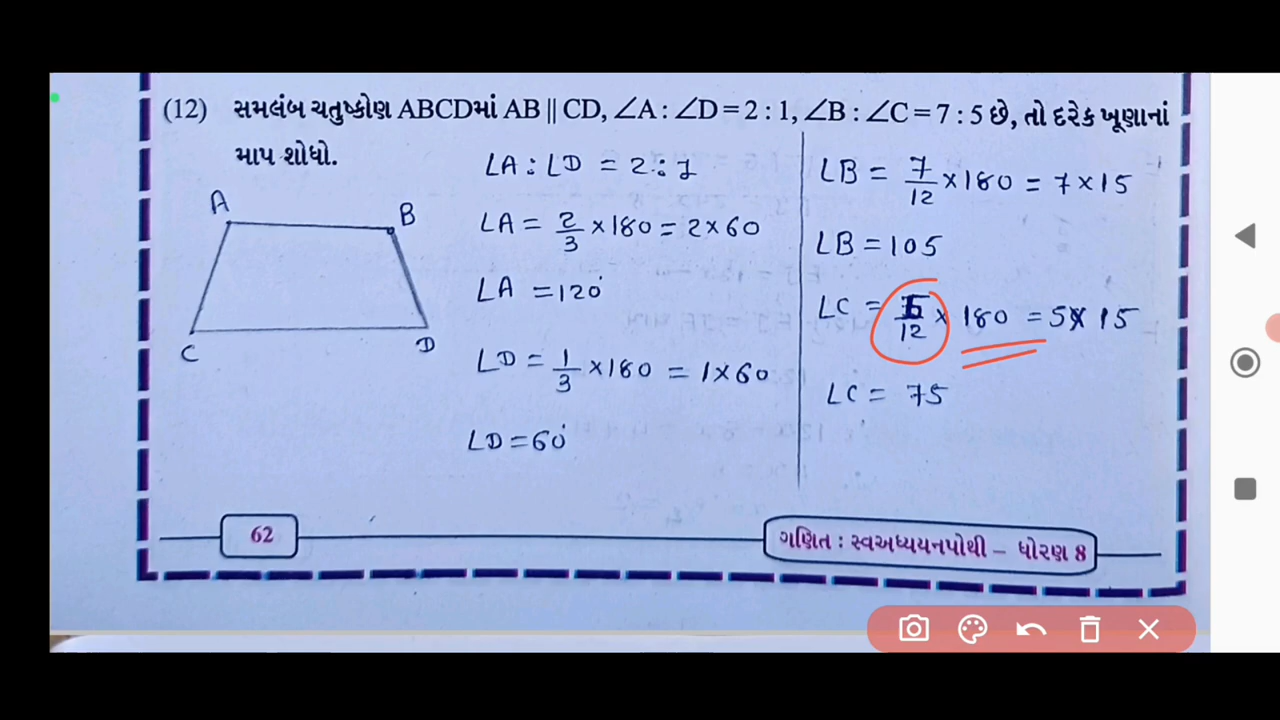 (12) સમલંબ ચતુષ્કોણ ABCDમાં AB || CD, ∠A : ∠D = 2 : 1, ∠B : ∠C = 7 : 5 છે, તો દરેક ખૂણાનાં
માપ શોધો.
A
B
C
D
∠A : ∠D = 2 : 1
∠A = 2/3 × 180 = 2 × 60
∠A = 120°
∠D = 1/3 × 180 = 1 × 60
∠D = 60°
∠B = 7/12 × 180 = 7 × 15
∠B = 105
∠C = 5/12 × 180 = 5 × 15
∠C = 75
62
ગણિત : સ્વઅધ્યયનપોથી – ધોરણ 8